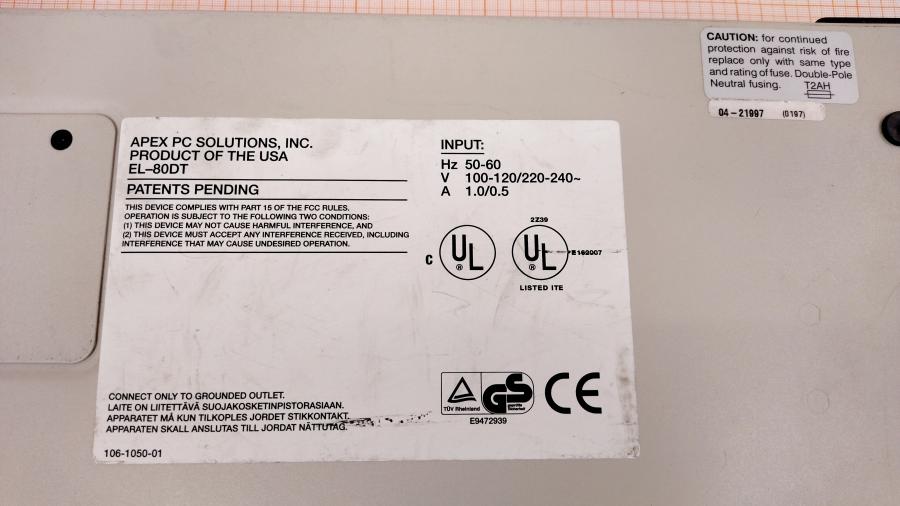 CAUTION: for continued
protection against risk of fire
replace only with same type
and rating of fuse. Double-Pole
Neutral fusing. T2AH
04-21997 (0197)
APEX PC SOLUTIONS, INC.
PRODUCT OF THE USA
EL-80DT
PATENTS PENDING
THIS DEVICE COMPLIES WITH PART 15 OF THE FCC RULES.
OPERATION IS SUBJECT TO THE FOLLOWING TWO CONDITIONS:
(1) THIS DEVICE MAY NOT CAUSE HARMFUL INTERFERENCE, AND
(2) THIS DEVICE MUST ACCEPT ANY INTERFERENCE RECEIVED, INCLUDING
INTERFERENCE THAT MAY CAUSE UNDESIRED OPERATION.
INPUT:
Hz 50-60
V 100-120/220-240~
A 1.0/0.5
C UL ®
2Z39
UL ® E162007
LISTED ITE
CONNECT ONLY TO GROUNDED OUTLET.
LAITE ON LIITETTÄVÄ SUOJAKOSKETINPISTORASIAAN.
APPARATET MÅ KUN TILKOPLES JORDET STIKKONTAKT.
APPARATEN SKALL ANSLUTAS TILL JORDAT NÄTTUTAG.
106-1050-01
TÜV Rheinland
GS
geprüfte
Sicherheit
CE
E9472939